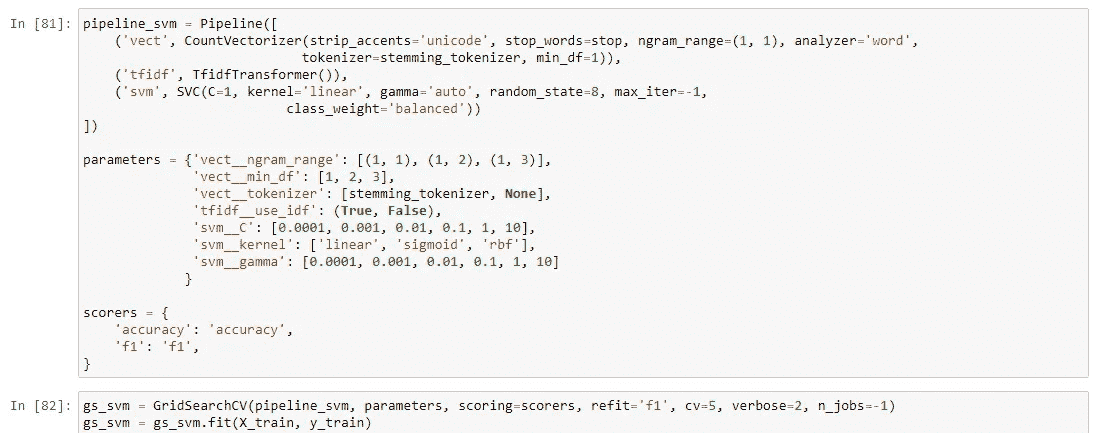 In [81]: pipeline_svm = Pipeline([
('vect', CountVectorizer(strip_accents='unicode', stop_words=stop, ngram_range=(1, 1), analyzer='word',
tokenizer=stemming_tokenizer, min_df=1)),
('tfidf', TfidfTransformer()),
('svm', SVC(C=1, kernel='linear', gamma='auto', random_state=8, max_iter=-1,
class_weight='balanced'))
])
parameters = {'vect__ngram_range': [(1, 1), (1, 2), (1, 3)],
'vect__min_df': [1, 2, 3],
'vect__tokenizer': [stemming_tokenizer, None],
'tfidf__use_idf': (True, False),
'svm__C': [0.0001, 0.001, 0.01, 0.1, 1, 10],
'svm__kernel': ['linear', 'sigmoid', 'rbf'],
'svm__gamma': [0.0001, 0.001, 0.01, 0.1, 1, 10]
}
scorers = {
'accuracy': 'accuracy',
'f1': 'f1',
}
In [82]: gs_svm = GridSearchCV(pipeline_svm, parameters, scoring=scorers, refit='f1', cv=5, verbose=2, n_jobs=-1)
gs_svm = gs_svm.fit(X_train, y_train)